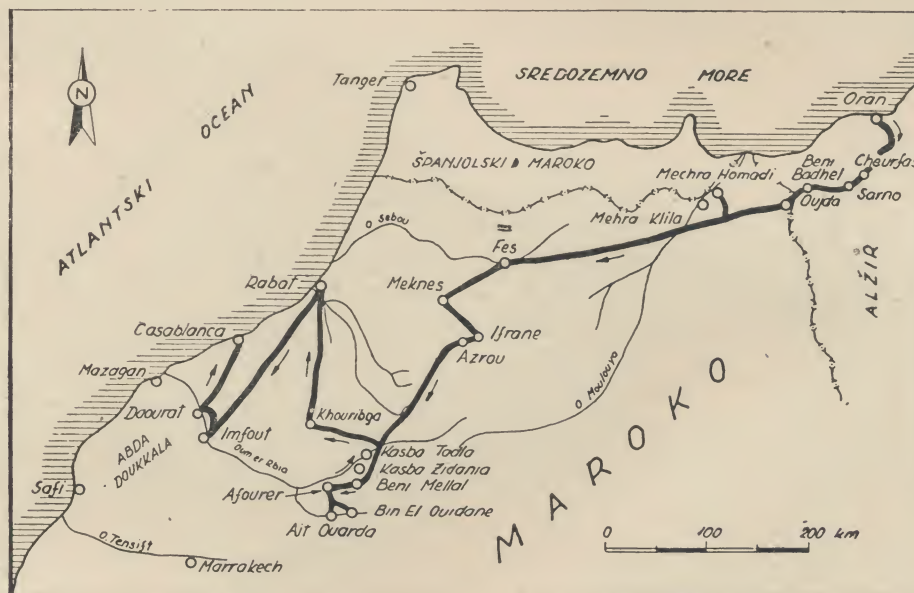 N
ATLANTSKI OCEAN
SREDOZEMNO MORE
Tanger
Oran
ŠPANJOLSKI MAROKO
Mechra Homadi
Beni Badhel
Cheurfas
Mehra Klila
Oujda
Sarno
O Sebou
Fes
ALŽIR
Rabat
Meknes
Casablanca
Ifrane
Azrou
Mazagan
O Moulouya
Daourat
Khouribga
Imfout
ABDA DOUKKALA
Oum er Rbia
Kasba Tadla
Kasba Zidania
Safi
Afourer
Beni Mellal
Bin El Ouidane
Ait Ouarda
MAROKO
O.Tensift
Marrakech
0 100 200 km